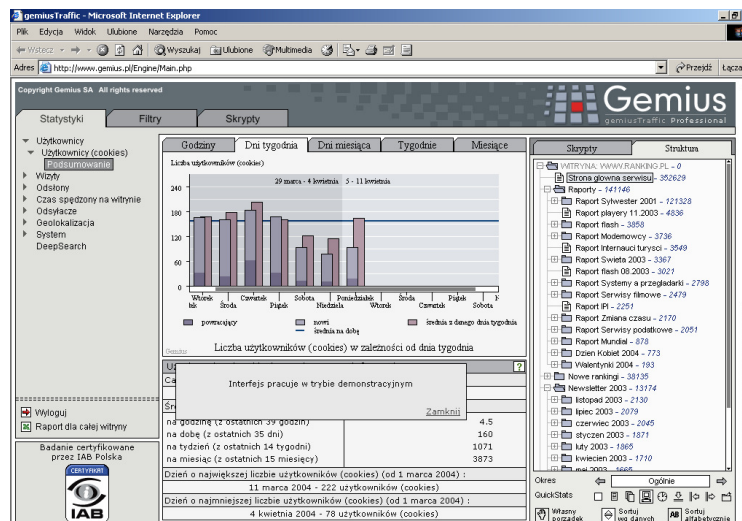 gemiusTraffic - Microsoft Internet Explorer
Plik Edycja Widok Ulubione Narzędzia Pomoc
Wstecz Wyszukaj Ulubione Multimedia
Adres http://www.gemius.pl/Engine/Main.php Przejdź Łącza
Copyright Gemius SA All rights reserved
Gemius
gemiusTraffic Professional
Statystyki Filtry Skrypty
Użytkownicy
Użytkownicy (cookies)
Podsumowanie
Wizyty
Odsłony
Czas spędzony na witrynie
Odsyłacze
Geolokalizacja
System
DeepSearch
Wyloguj
Raport dla całej witryny
Badanie certyfikowane
przez IAB Polska
CERTYFIKAT
IAB
Godziny Dni tygodnia Dni miesiąca Tygodnie Miesiące
Liczba użytkowników (cookies)
29 marca - 4 kwietnia 5 - 11 kwietnia
240
180
120
60
0
Wtorek Czwartek Sobota Poniedziałek Środa Piątek
Środa Piątek Niedziela Wtorek Czwartek Sobota
powracający nowi średnia z danego dnia tygodnia
średnia na dobę
Gemius
Liczba użytkowników (cookies) w zależności od dnia tygodnia
?
Interfejs pracuje w trybie demonstracyjnym
Zamknij
na godzinę (z ostatnich 39 godzin) 4.5
na dobę (z ostatnich 35 dni) 160
na tydzień (z ostatnich 14 tygodni) 1071
na miesiąc (z ostatnich 15 miesięcy) 3873
Dzień o największej liczbie użytkowników (cookies) (od 1 marca 2004) :
11 marca 2004 - 222 użytkowników (cookies)
Dzień o najmniejszej liczbie użytkowników (cookies) (od 1 marca 2004) :
4 kwietnia 2004 - 78 użytkowników (cookies)
Skrypty Struktura
WITRYNA: WWW.RANKING.PL - 0
Strona glowna serwisu - 352629
Raporty - 141146
Raport Sylwester 2001 - 121328
Raport playery 11.2003 - 4836
Raport flash - 3858
Raport Modemowcy - 3736
Raport Internauci turysci - 3549
Raport Swieta 2003 - 3367
Raport flash 08.2003 - 3021
Raport Systemy a przegladarki - 2798
Raport Serwisy filmowe - 2479
Raport IPI - 2251
Raport Zmiana czasu - 2170
Raport Serwisy podatkowe - 2051
Raport Mundial - 878
Dzien Kobiet 2004 - 773
Walentynki 2004 - 193
Nowe rankingi - 38135
Newsletter 2003 - 13174
listopad 2003 - 2130
lipiec 2003 - 2079
czerwiec 2003 - 2045
styczen 2003 - 1871
luty 2003 - 1865
kwiecien 2003 - 1710
maj 2003 - 1665
Okres Ogólnie
QuickStats
Własny porządek Sortuj wg danych AB Sortuj alfabetycznie